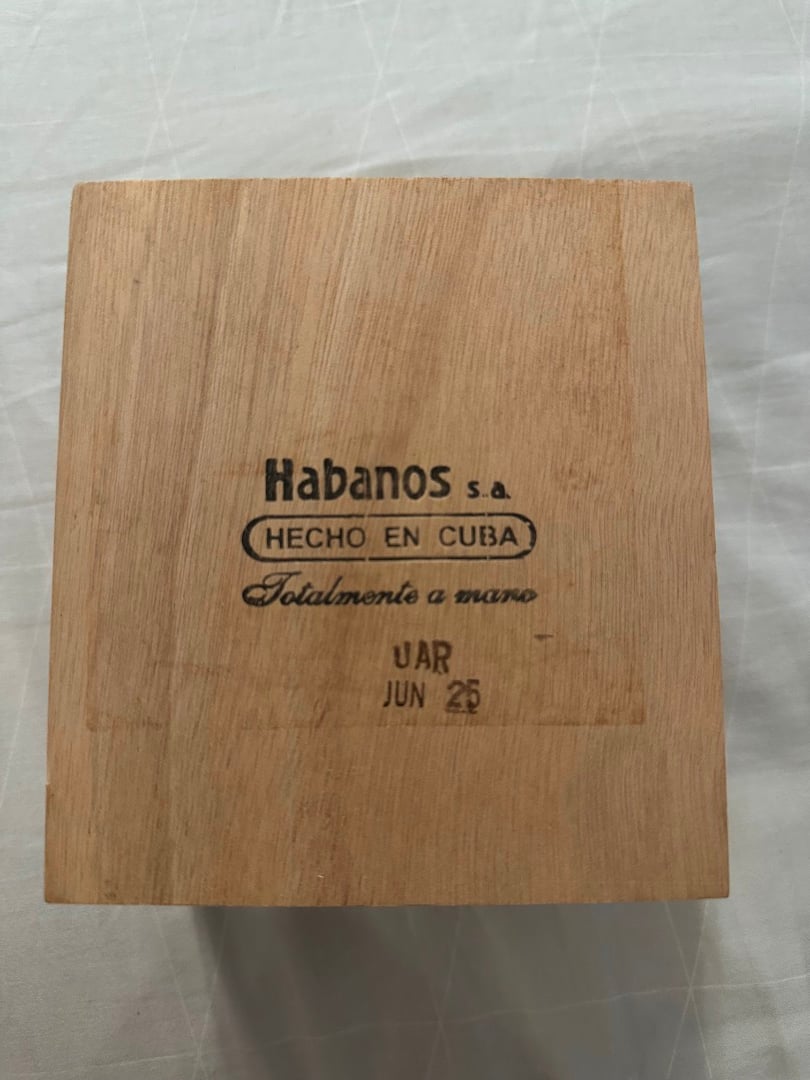 Habanos s.a.
HECHO EN CUBA
Totalmente a mano
UAR
JUN 25